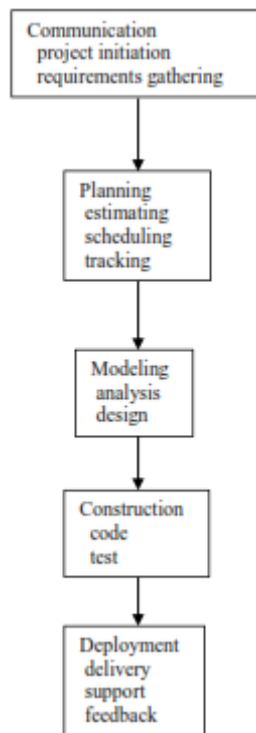 Communication
project initiation
requirements gathering
Planning
estimating
scheduling
tracking
Modeling
analysis
design
Construction
code
test
Deployment
delivery
support
feedback